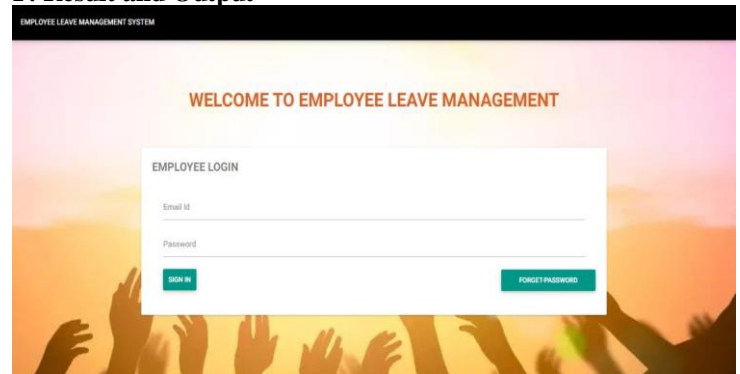 EMPLOYEE LEAVE MANAGEMENT SYSTEM
WELCOME TO EMPLOYEE LEAVE MANAGEMENT
EMPLOYEE LOGIN
Email Id
Password
SIGN IN
FORGET-PASSWORD